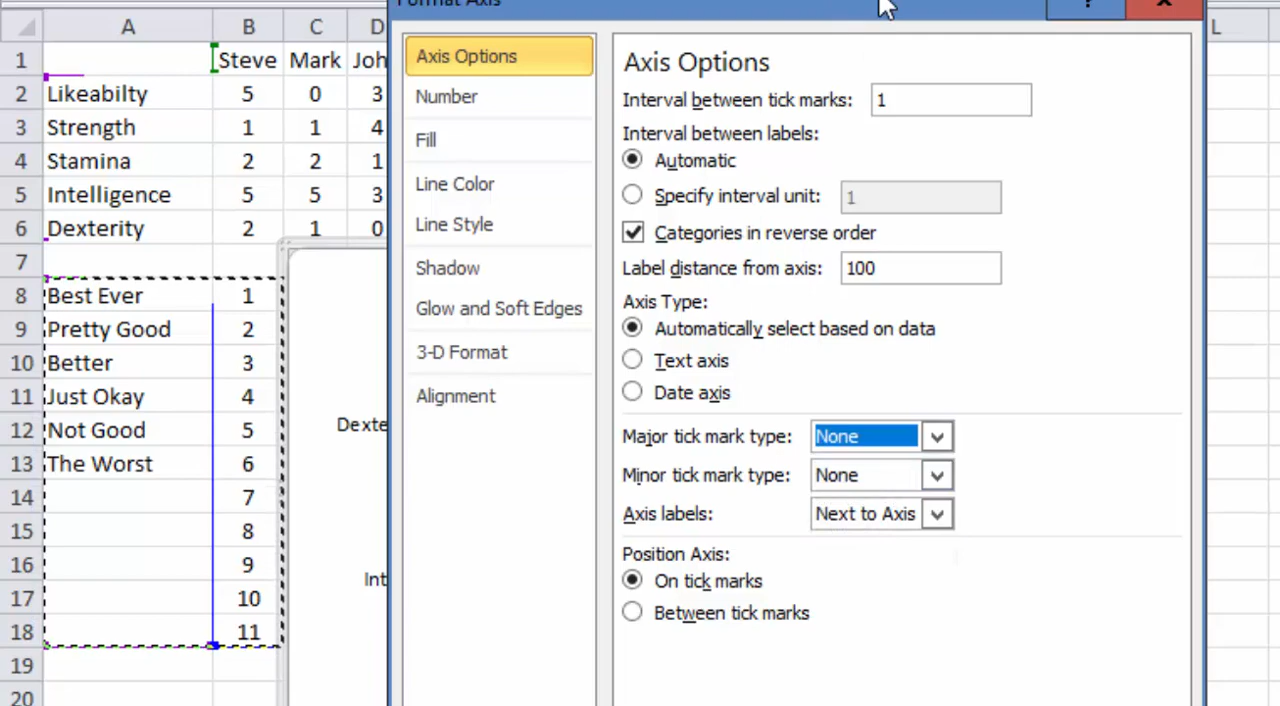 Format Axis
?
A B C D L
1 Steve Mark Joh
2 Likeabilty 5 0 3
3 Strength 1 1 4
4 Stamina 2 2 1
5 Intelligence 5 5 3
6 Dexterity 2 1 0
7
8 Best Ever 1
9 Pretty Good 2
10 Better 3
11 Just Okay 4
12 Not Good 5
13 The Worst 6
14 7
15 8
16 9
17 10
18 11
19
20
Dexte
Int
Axis Options
Number
Fill
Line Color
Line Style
Shadow
Glow and Soft Edges
3-D Format
Alignment
Axis Options
Interval between tick marks: 1
Interval between labels:
Automatic
Specify interval unit: 1
Categories in reverse order
Label distance from axis: 100
Axis Type:
Automatically select based on data
Text axis
Date axis
Major tick mark type: None
Minor tick mark type: None
Axis labels: Next to Axis
Position Axis:
On tick marks
Between tick marks